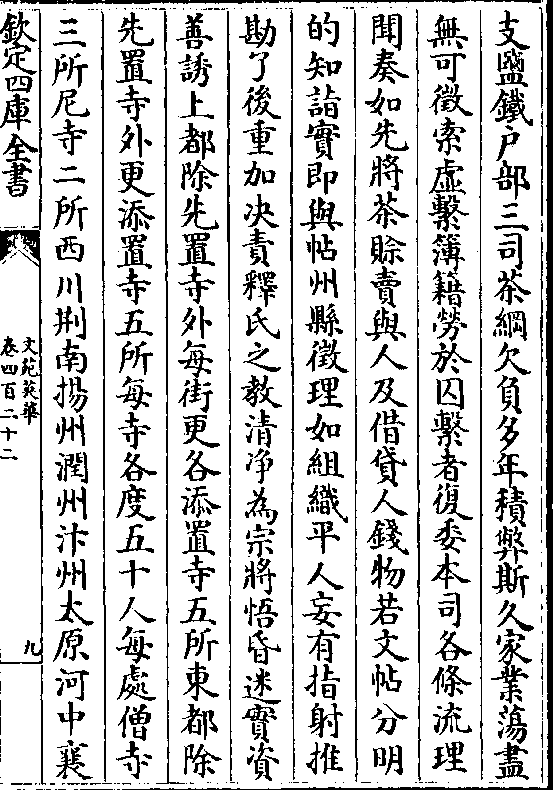 支鹽鐵户部三司茶綱欠負多年積弊斯久家業蕩盡
無可徴索虚繫簿籍勞於囚繫者復委本司各條流理
聞奏如先將茶賒賣與人及借貸人錢物若文帖分明
的知詣實即與帖州縣徴理如組織平人妄有指射推
勘了後重加决責釋氏之教清净為宗將悟昏迷實資
善誘上都除先置寺外每街更各添置寺五所東都除
先置寺外更添置寺五所每寺各度五十人每處僧寺
三所尼寺二所西川荆南揚州潤州汴州太原河中襄
欽定四庫全書
文苑英華
卷四百二十二
九